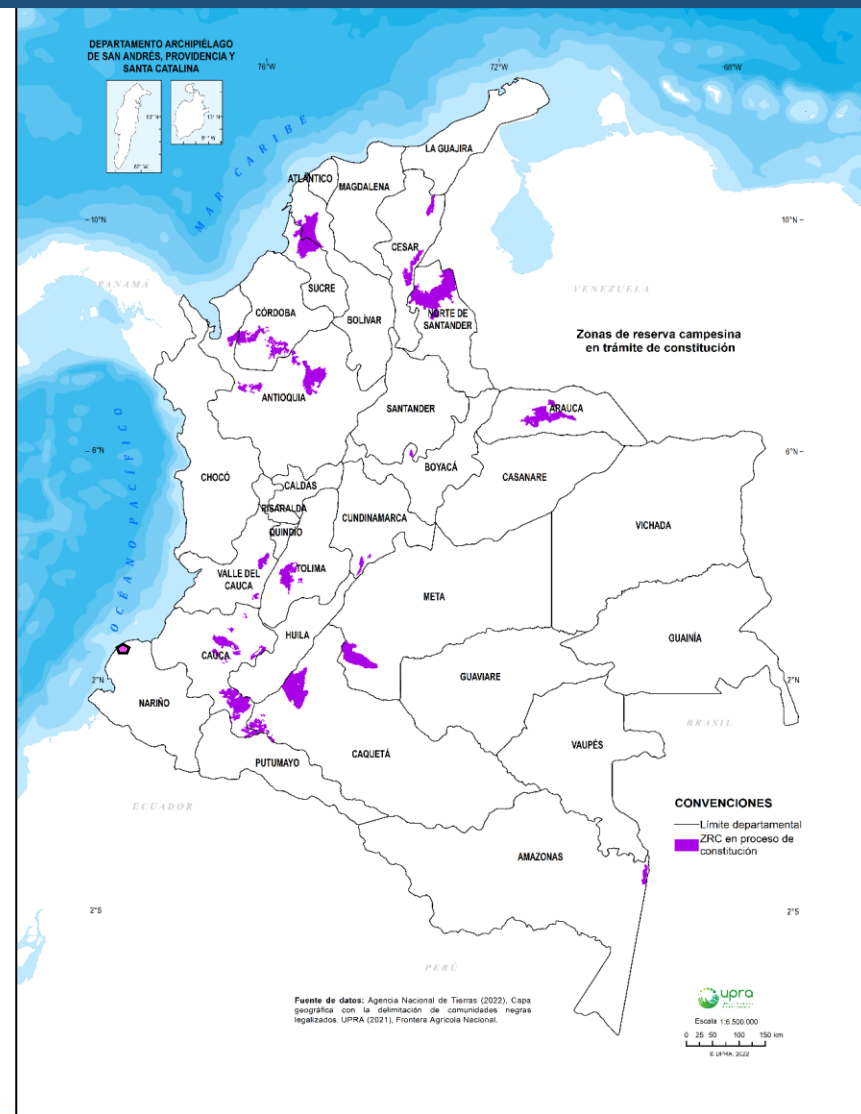 DEPARTAMENTO ARCHIPIÉLAGO
DE SAN ANDRÉS, PROVIDENCIA Y
SANTA CATALINA
76°W
72°W
68°W
MAR CARIBE
LA GUAJIRA
ATLÁNTICO
MAGDALENA
10°N
10°N
CESAR
PANAMÁ
SUCRE
VENEZUELA
CÓRDOBA
BOLÍVAR
NORTE DE
SANTANDER
Zonas de reserva campesina
en trámite de constitución
ANTIOQUIA
SANTANDER
ARAUCA
OCÉANO PACÍFICO
6°N
6°N
BOYACÁ
CHOCÓ
CASANARE
CALDAS
RISARALDA
CUNDINAMARCA
VICHADA
QUINDÍO
VALLE DEL
CAUCA
TOLIMA
META
HUILA
GUAINÍA
CAUCA
GUAVIARE
2°N
2°N
NARIÑO
BRASIL
VAUPÉS
CAQUETÁ
PUTUMAYO
ECUADOR
CONVENCIONES
Límite departamental
ZRC en proceso de
constitución
AMAZONAS
2°S
2°S
PERÚ
Fuente de datos: Agencia Nacional de Tierras (2022), Capa
geográfica con la delimitación de comunidades negras
legalizados. UPRA (2021), Frontera Agrícola Nacional.
upra
Escala 1:6.500.000
0 25 50 100 150 km
© UPRA, 2022